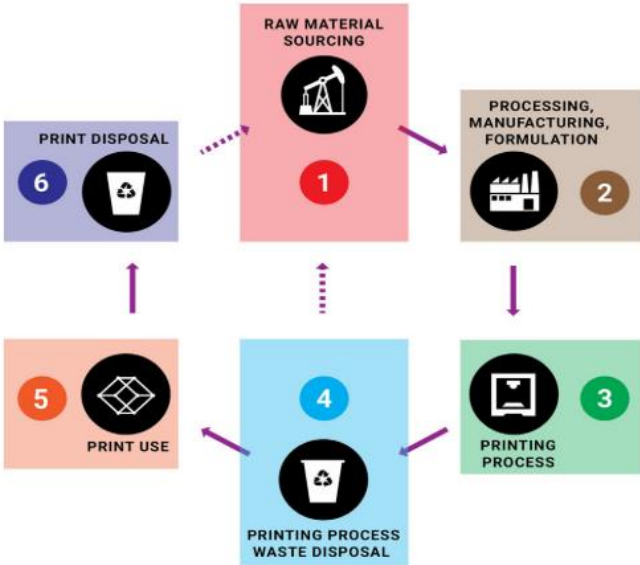 RAW MATERIAL
SOURCING
1
PROCESSING,
MANUFACTURING,
FORMULATION
2
3
PRINTING
PROCESS
4
PRINTING PROCESS
WASTE DISPOSAL
5
PRINT USE
PRINT DISPOSAL
6